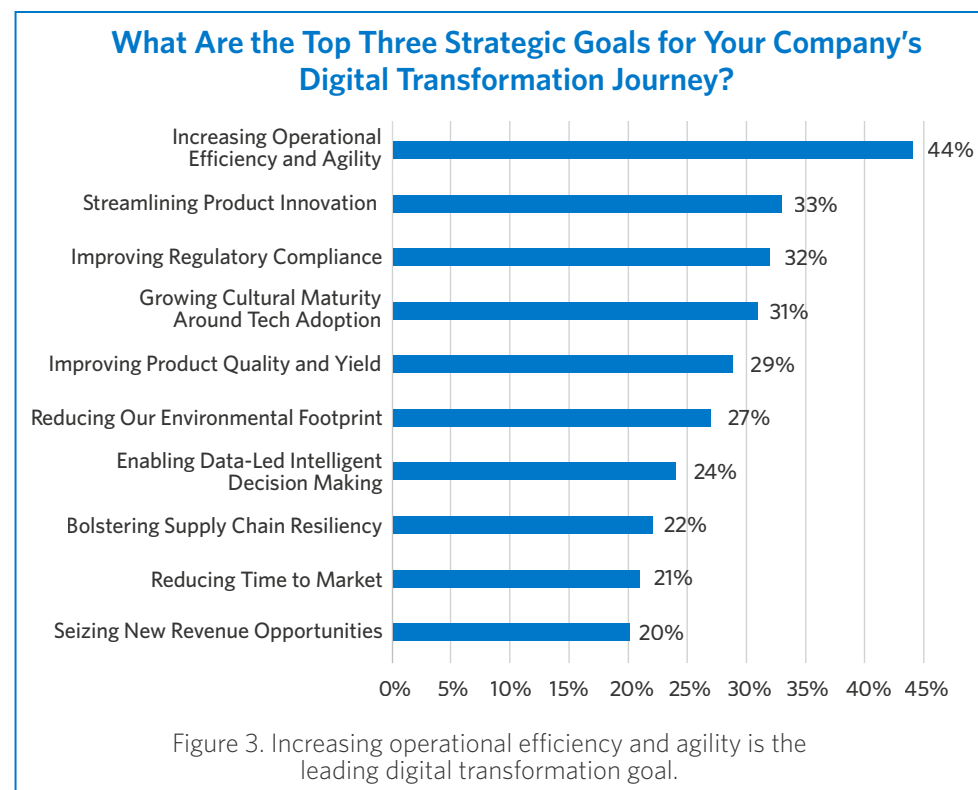 What Are the Top Three Strategic Goals for Your Company's
Digital Transformation Journey?
Increasing Operational
Efficiency and Agility
44%
Streamlining Product Innovation
33%
Improving Regulatory Compliance
32%
Growing Cultural Maturity
Around Tech Adoption
31%
Improving Product Quality and Yield
29%
Reducing Our Environmental Footprint
27%
Enabling Data-Led Intelligent
Decision Making
24%
Bolstering Supply Chain Resiliency
22%
Reducing Time to Market
21%
Seizing New Revenue Opportunities
20%
0% 5% 10% 15% 20% 25% 30% 35% 40% 45%
Figure 3. Increasing operational efficiency and agility is the
leading digital transformation goal.